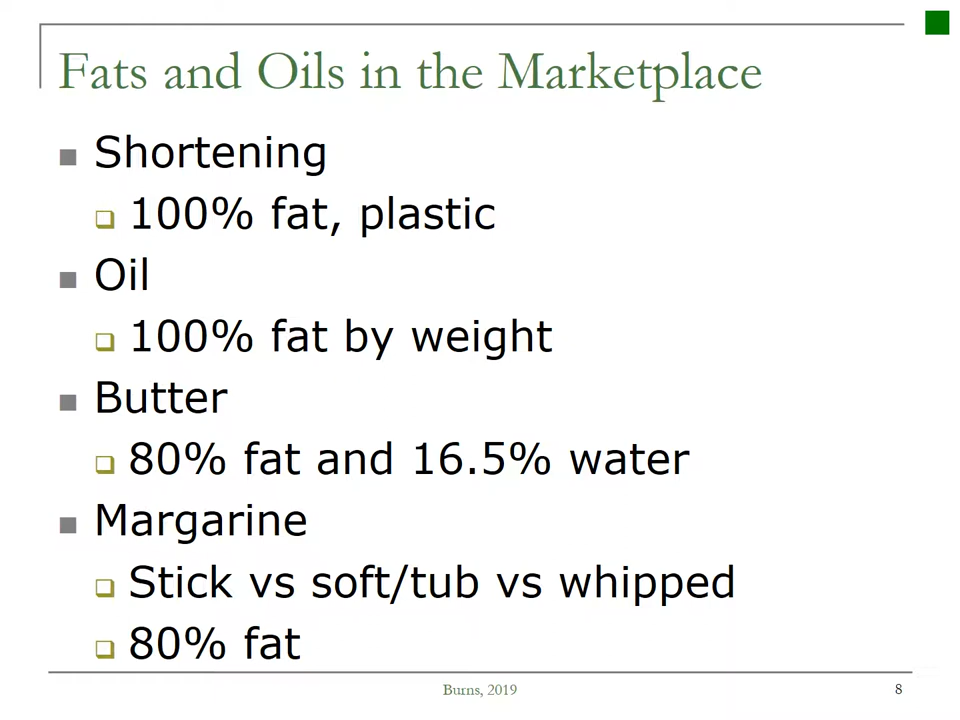 Fats and Oils in the Marketplace
Shortening
100% fat, plastic
Oil
100% fat by weight
Butter
80% fat and 16.5% water
Margarine
Stick vs soft/tub vs whipped
80% fat
Burns, 2019
8